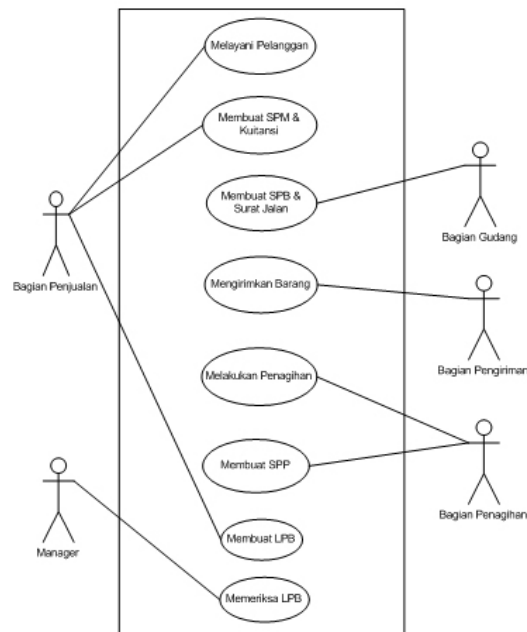 Melayani Pelanggan
Membuat SPM &
Kuitansi
Membuat SPB &
Surat Jalan
Bagian Gudang
Bagian Penjualan
Mengirimkan Barang
Bagian Pengiriman
Melakukan Penagihan
Membuat SPP
Bagian Penagihan
Manager
Membuat LPB
Memeriksa LPB